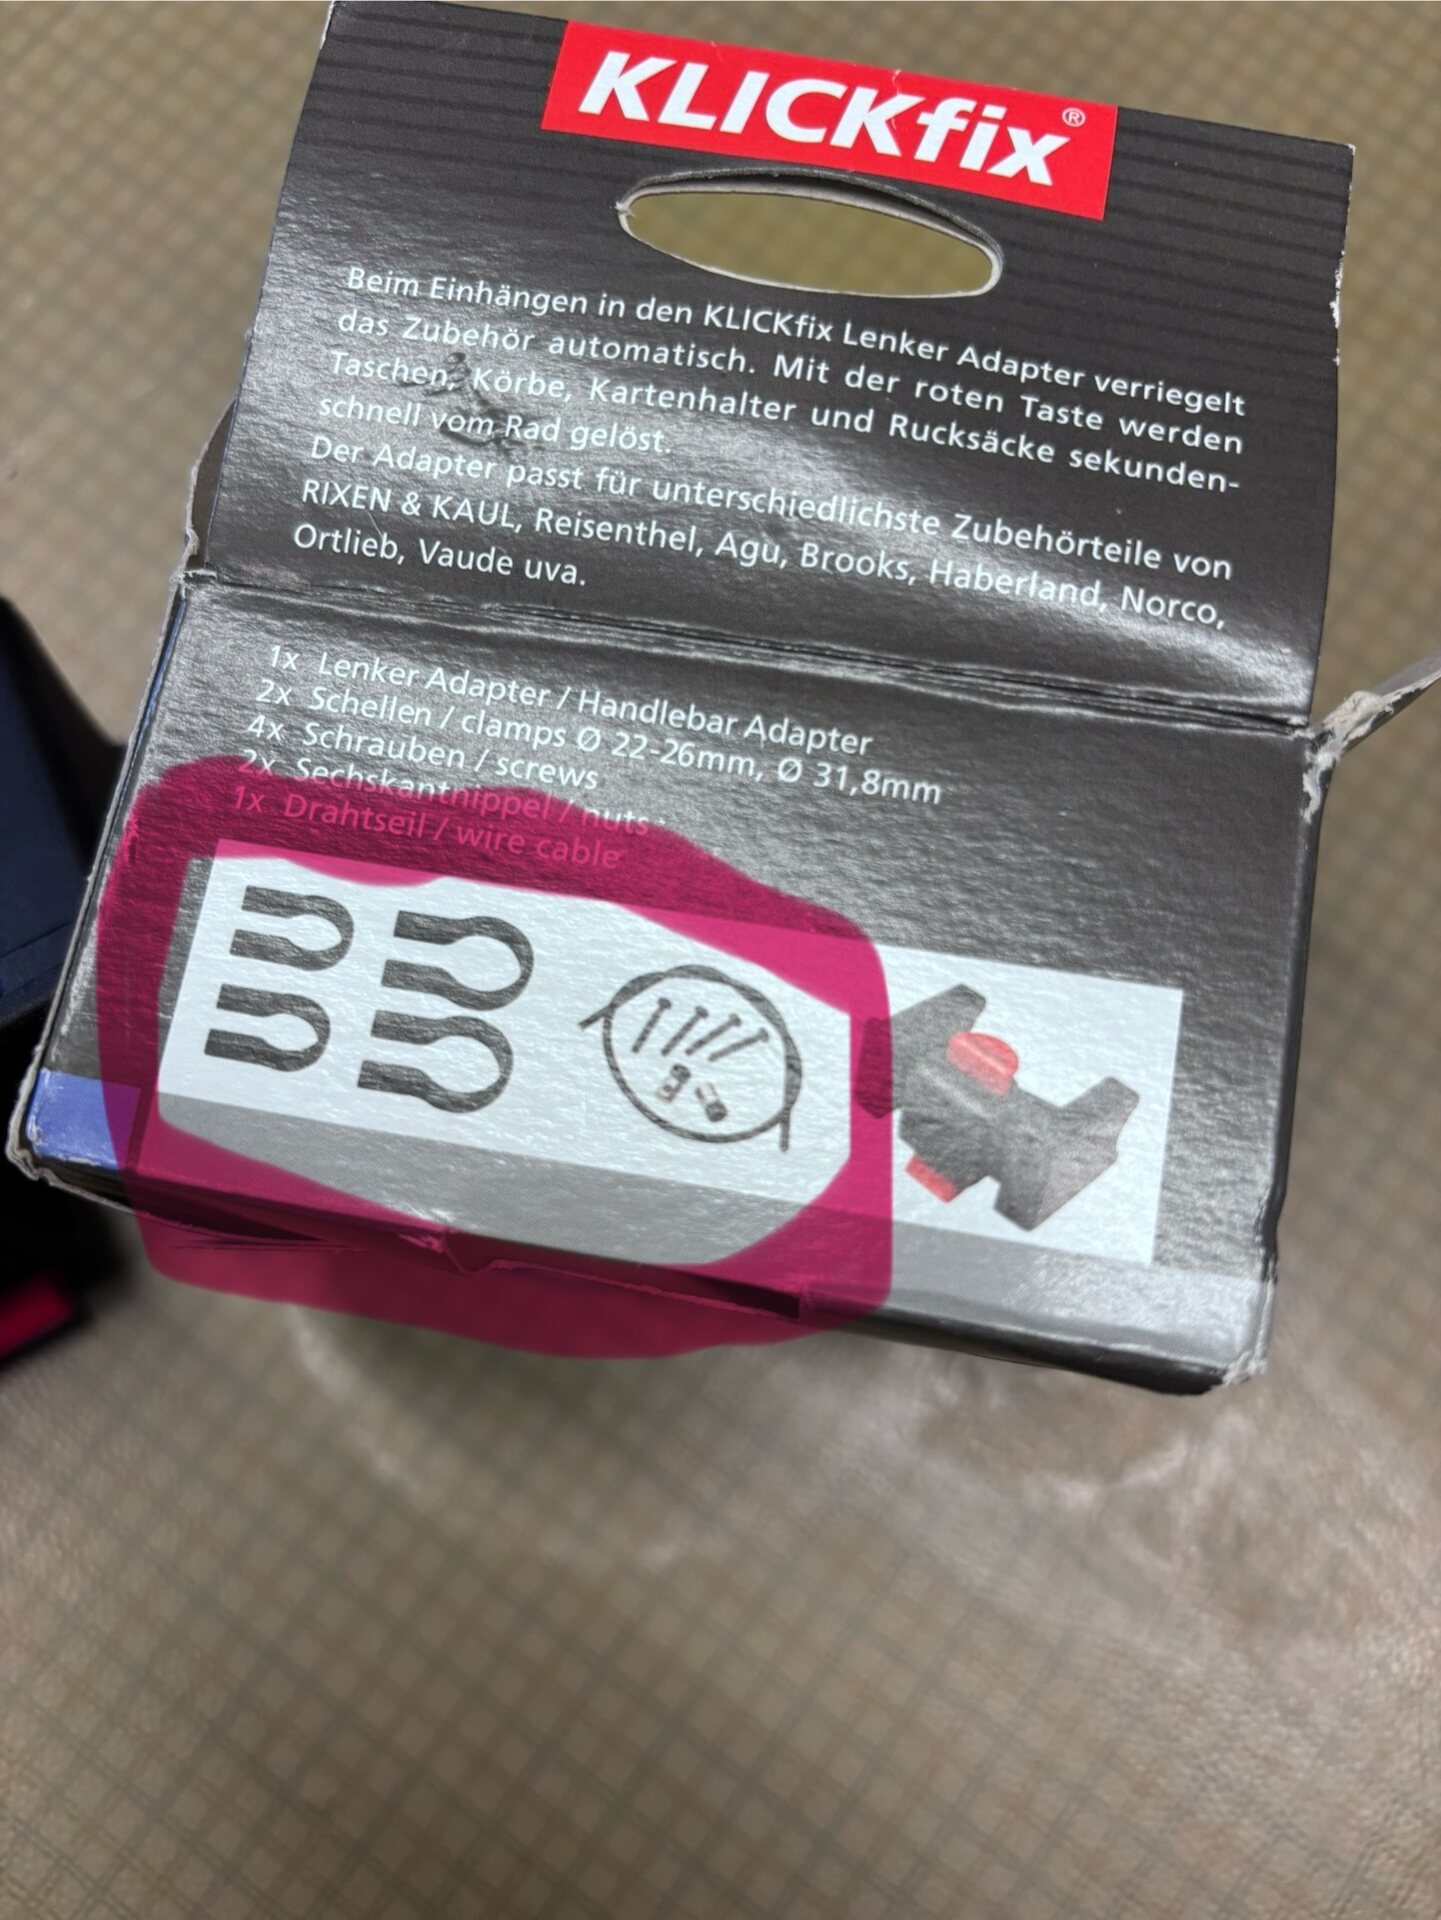 KLICKfix®
Beim Einhängen in den KLICKfix Lenker Adapter verriegelt
das Zubehör automatisch. Mit der roten Taste werden
Taschen, Körbe, Kartenhalter und Rucksäcke sekunden-
schnell vom Rad gelöst.
Der Adapter passt für unterschiedlichste Zubehörteile von
RIXEN & KAUL, Reisenthel, Agu, Brooks, Haberland, Norco,
Ortlieb, Vaude uva.
1x Lenker Adapter / Handlebar Adapter
2x Schellen / clamps Ø 22-26mm, Ø 31,8mm
4x Schrauben / screws
2x Sechskantnippel / nuts
1x Drahtseil / wire cable